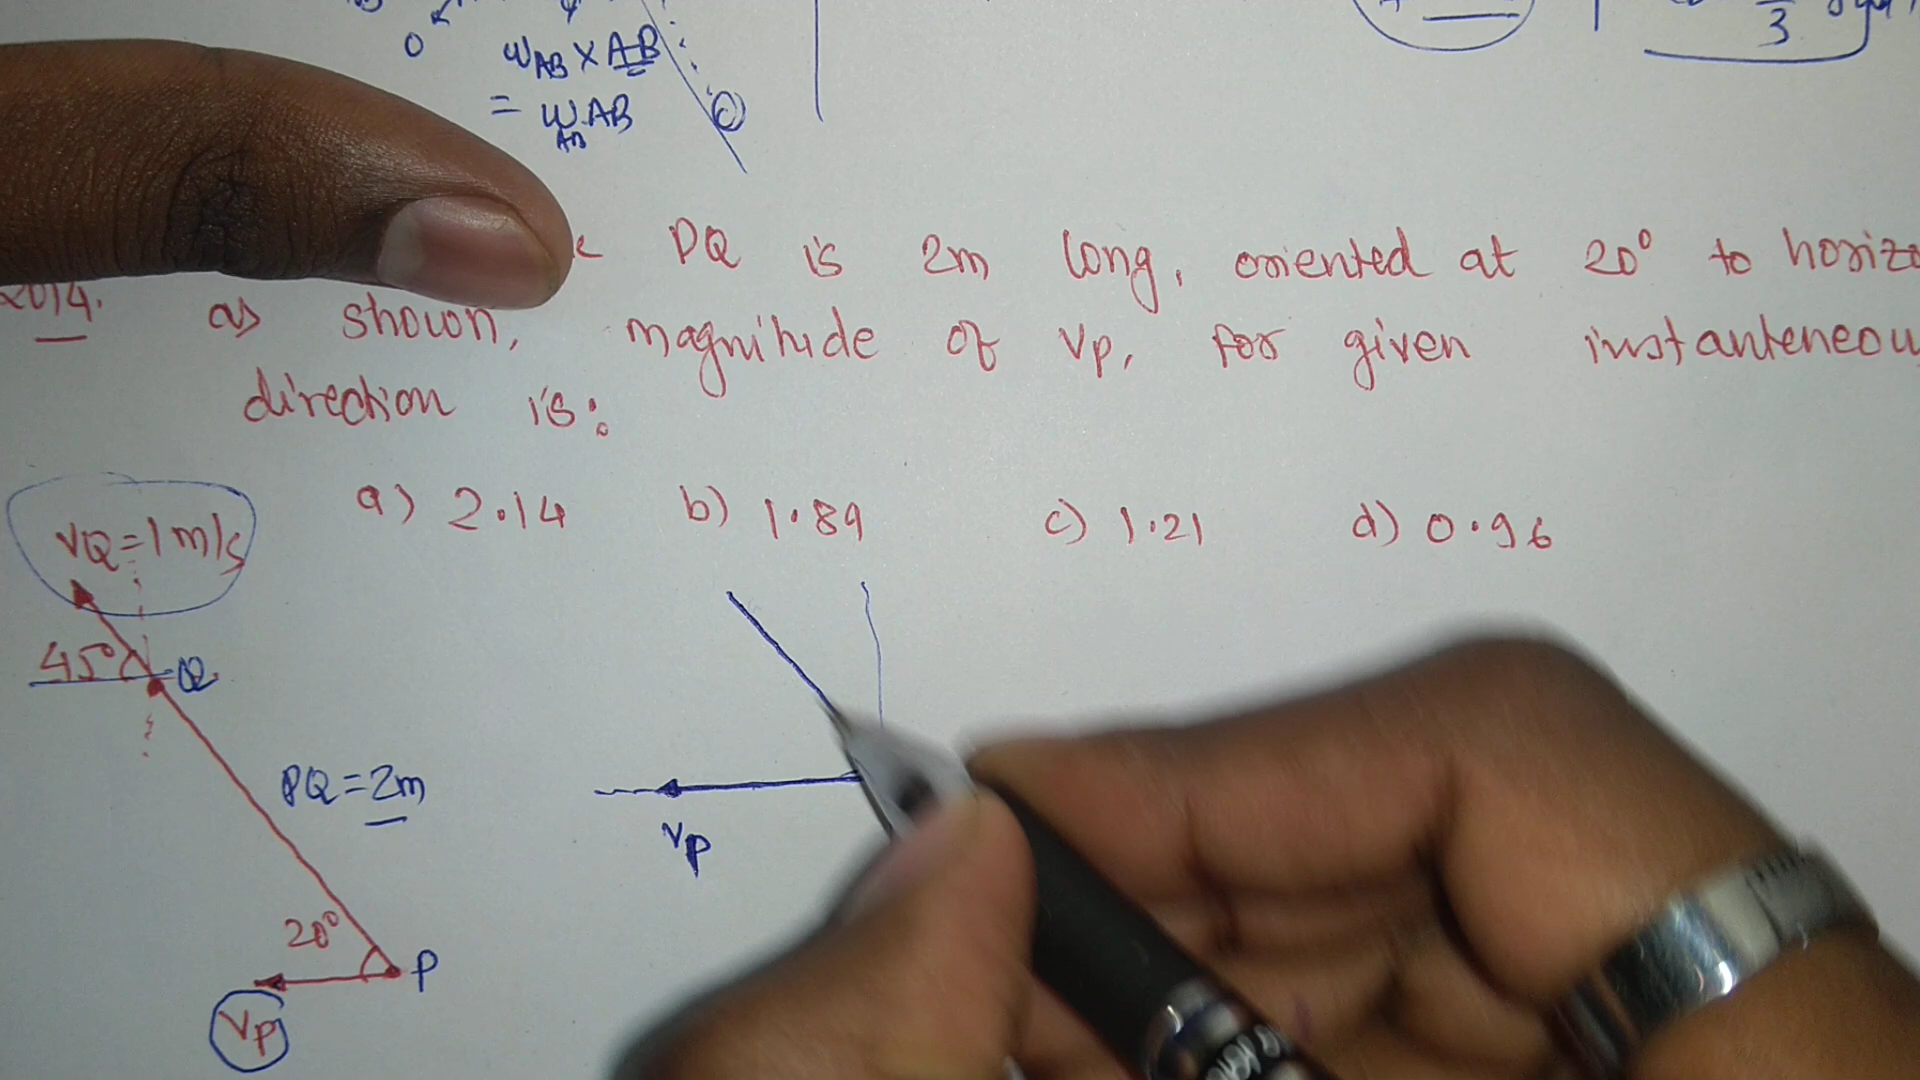 O
ωAB × AB
= ωAB AB
C
3
PQ is 2m long, oriented at 20° to horizo
2014. as shown, magnitude of Vp, for given instanteneou
direction is:
a) 2.14 b) 1.89 c) 1.21 d) 0.96
VQ=1m/s
45° Q
PQ=2m
Vp
20° P
Vp